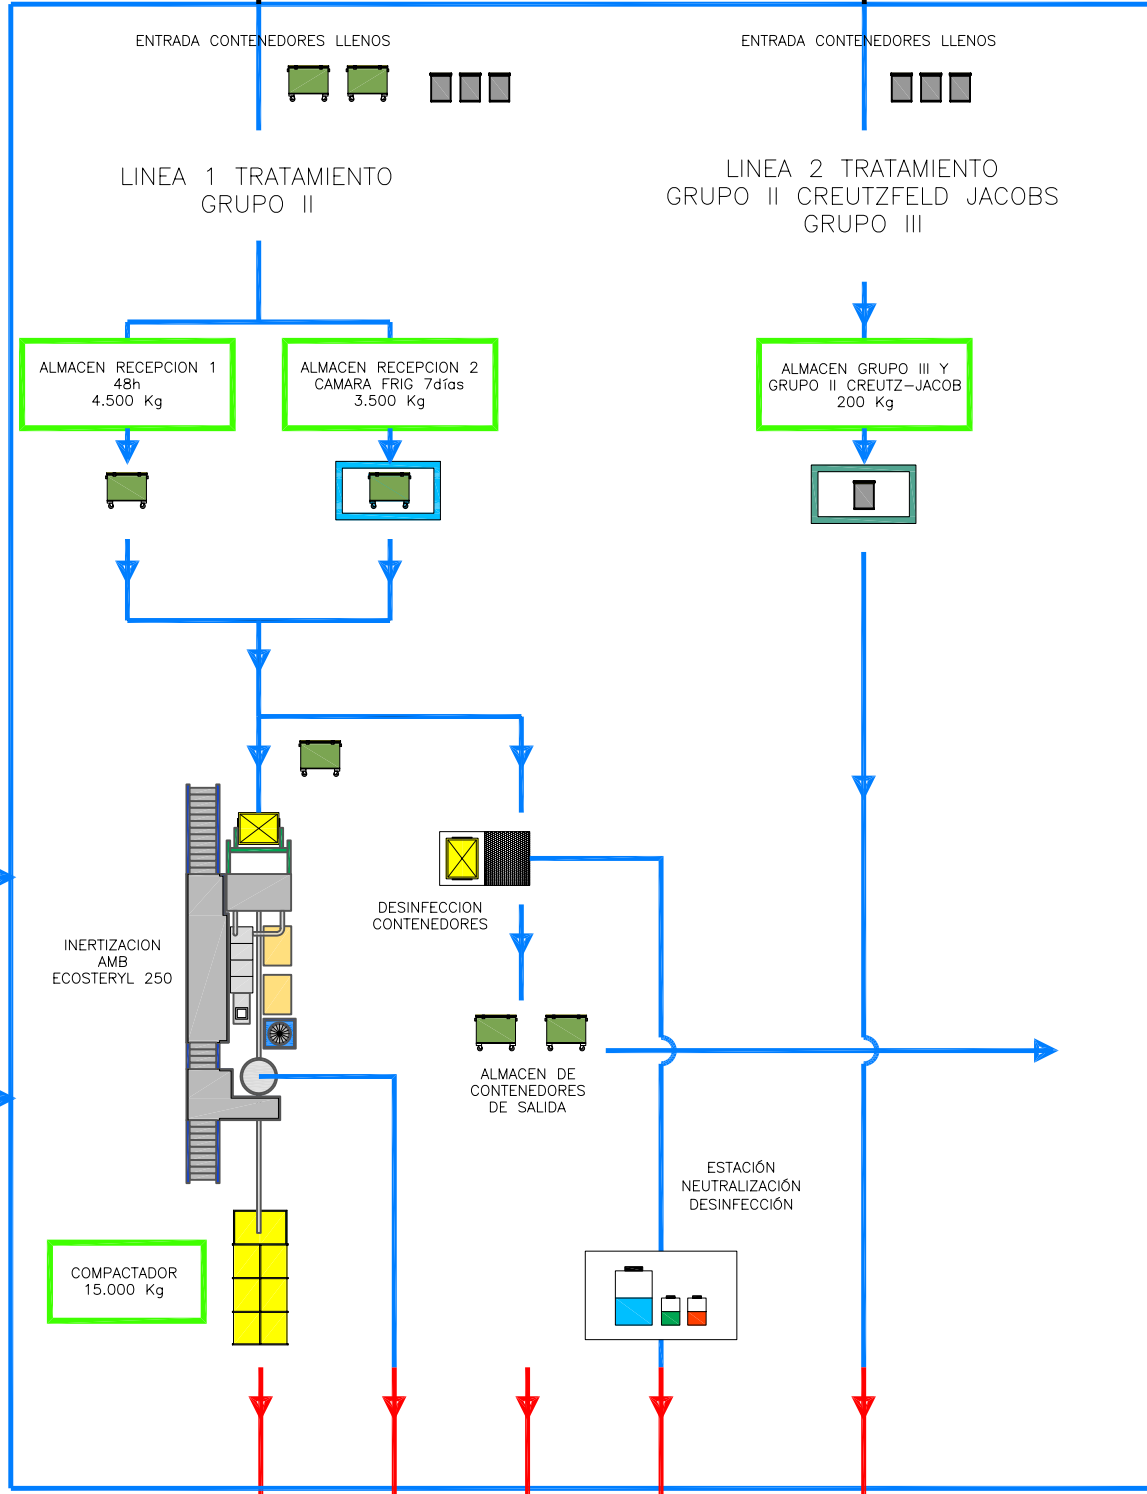 ENTRADA CONTENEDORES LLENOS
ENTRADA CONTENEDORES LLENOS
LINEA 1 TRATAMIENTO
GRUPO II
LINEA 2 TRATAMIENTO
GRUPO II CREUTZFELD JACOBS
GRUPO III
ALMACEN RECEPCION 1
48h
4.500 Kg
ALMACEN RECEPCION 2
CAMARA FRIG 7días
3.500 Kg
ALMACEN GRUPO III Y
GRUPO II CREUTZ-JACOB
200 Kg
DESINFECCION
CONTENEDORES
INERTIZACION
AMB
ECOSTERYL 250
ALMACEN DE
CONTENEDORES
DE SALIDA
ESTACIÓN
NEUTRALIZACIÓN
DESINFECCIÓN
COMPACTADOR
15.000 Kg